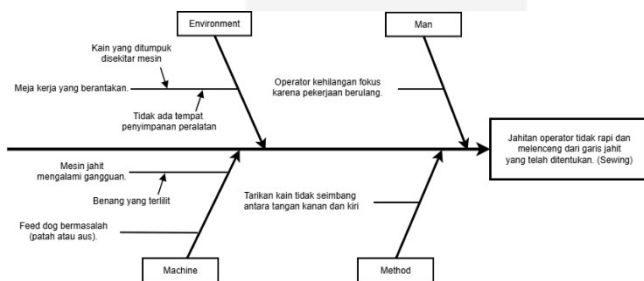 Environment
Man
Kain yang ditumpuk
disekitar mesin
Meja kerja yang berantakan.
Tidak ada tempat
penyimpanan peralatan
Operator kehilangan fokus
karena pekerjaan berulang.
Jahitan operator tidak rapi dan
melenceng dari garis jahit
yang telah ditentukan. (Sewing)
Mesin jahit
mengalami gangguan.
Benang yang terlilit
Feed dog bermasalah
(patah atau aus).
Tarikan kain tidak seimbang
antara tangan kanan dan kiri
Machine
Method